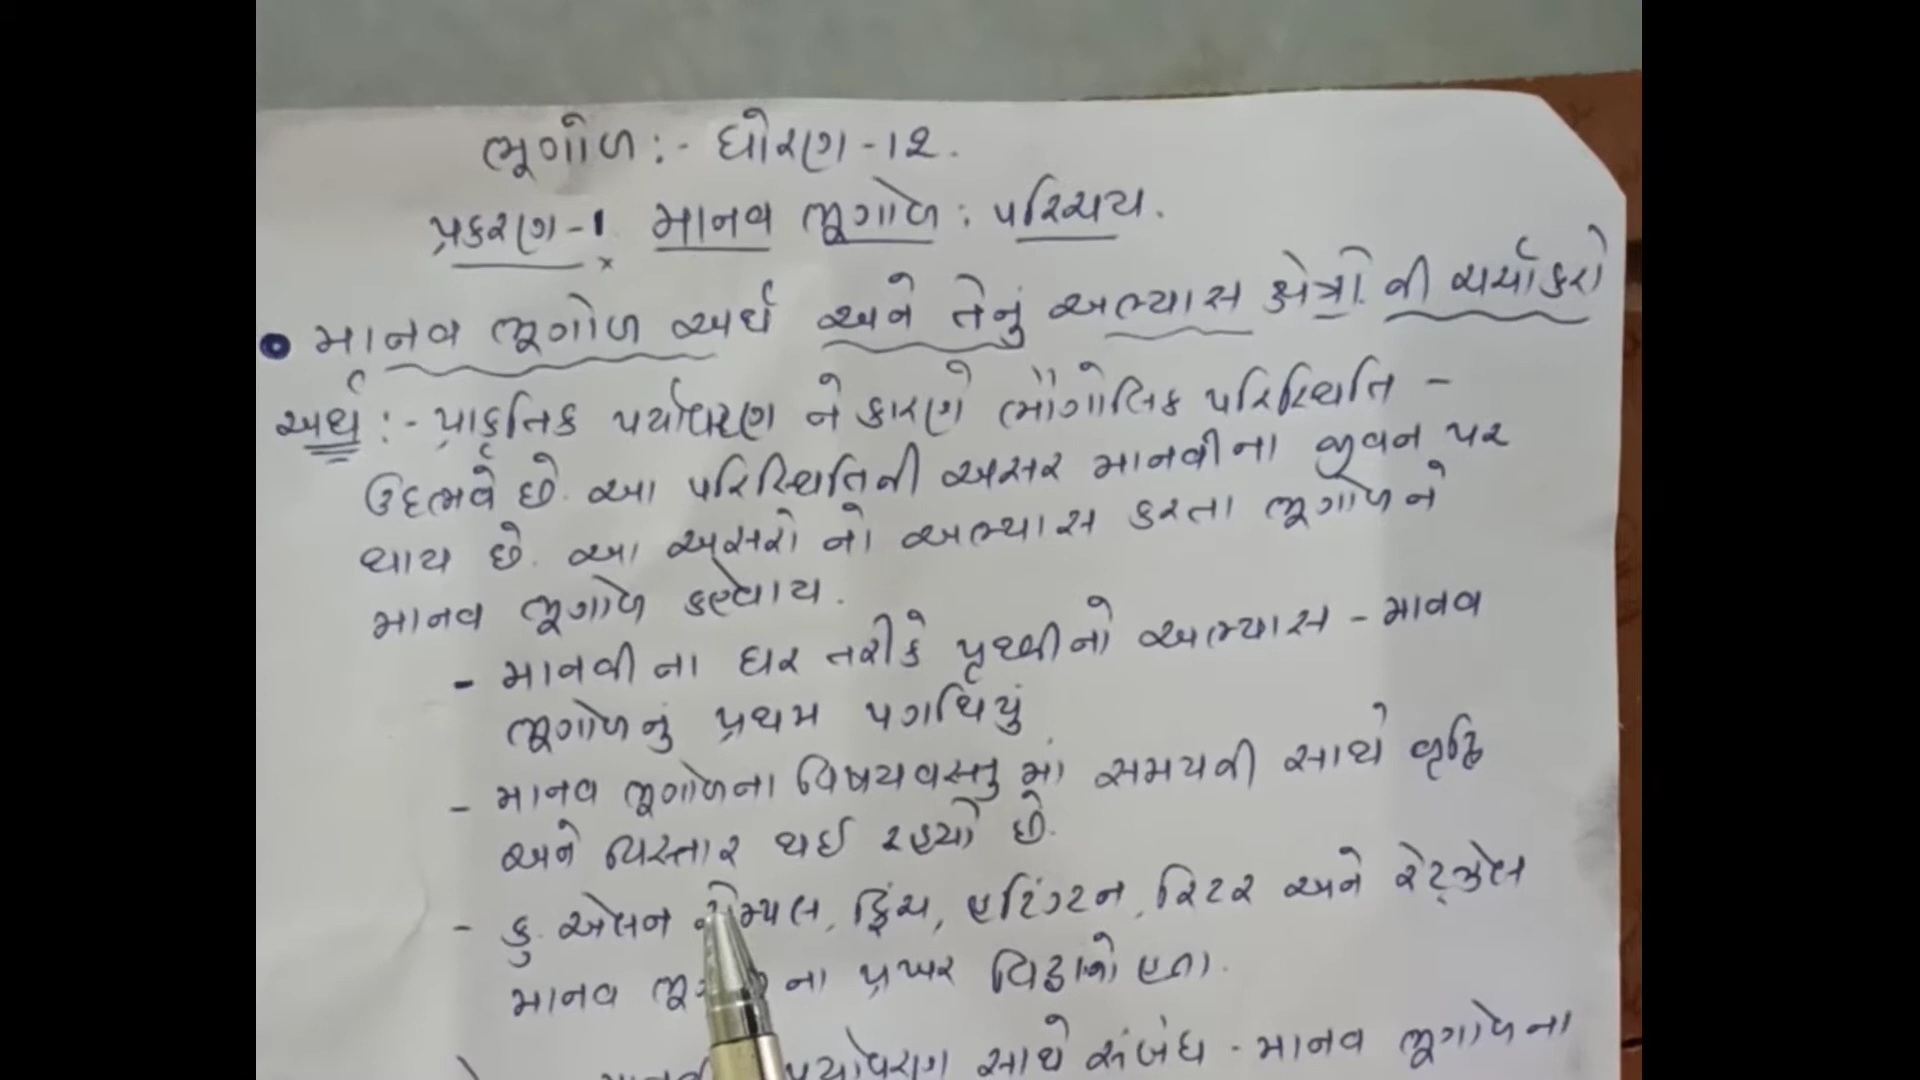 ભૂગોળ :- ધોરણ - ૧૨.
પ્રકરણ - ૧. માનવ ભૂગોળ : પરિચય.
• માનવ ભૂગોળ અર્થ અને તેનું અભ્યાસ ક્ષેત્રો ની ચર્ચા કરો
અર્થ :- પ્રાકૃતિક પર્યાવરણ ને કારણે ભૌગોલિક પરિસ્થિતિ -
ઉદ્દભવે છે. આ પરિસ્થિતિની અસર માનવીના જીવન પર
થાય છે. આ અસરો નો અભ્યાસ કરતા ભૂગોળને
માનવ ભૂગોળ કહેવાય.
- માનવી ના ઘર તરીકે પૃથ્વીનો અભ્યાસ - માનવ
ભૂગોળનું પ્રથમ પગથિયું
- માનવ ભૂગોળના વિષયવસ્તુ માં સમયની સાથે વૃદ્ધિ
અને વિસ્તાર થઈ રહ્યો છે.
- કુ. એલન સેમ્પલ, ફિંચ, હટિંગ્ટન, રિટર અને રેટ્ઝેલ
માનવ ના પ્રખર વિદ્વાનો હતા.
પર્યાવરણ સાથે સંબંધ - માનવ ભૂગોળના